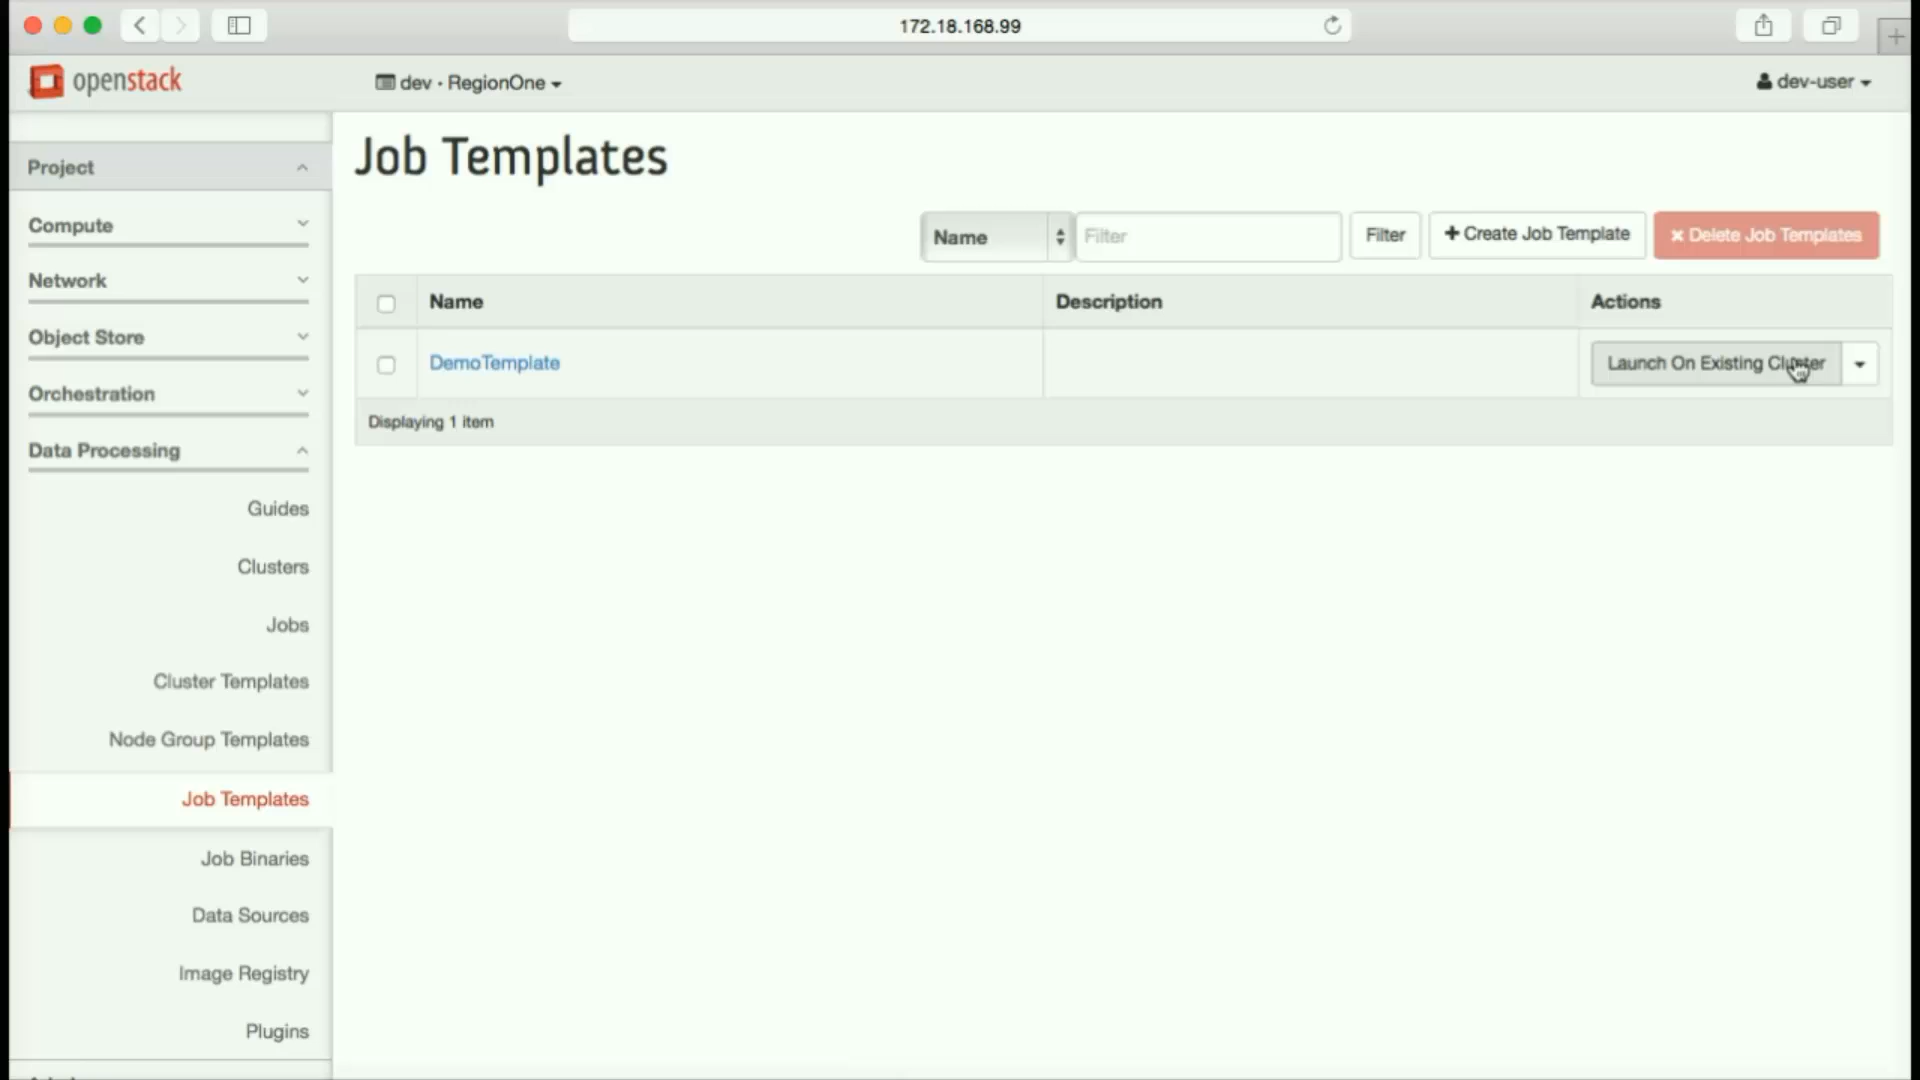 172.18.168.99
openstack
dev · RegionOne
dev-user
Project
Compute
Network
Object Store
Orchestration
Data Processing
Guides
Clusters
Jobs
Cluster Templates
Node Group Templates
Job Templates
Job Binaries
Data Sources
Image Registry
Plugins
Job Templates
Name
Filter
Filter
+ Create Job Template
× Delete Job Templates
Name Description Actions
DemoTemplate
Launch On Existing Cluster
Displaying 1 item